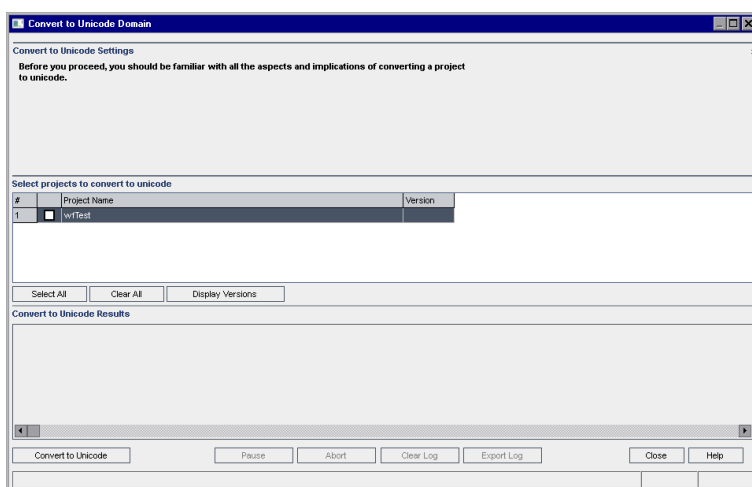 Convert to Unicode Domain
Convert to Unicode Settings
Before you proceed, you should be familiar with all the aspects and implications of converting a project
to unicode.
Select projects to convert to unicode
# Project Name Version
1 wfTest
Select All Clear All Display Versions
Convert to Unicode Results
Convert to Unicode Pause Abort Clear Log Export Log Close Help